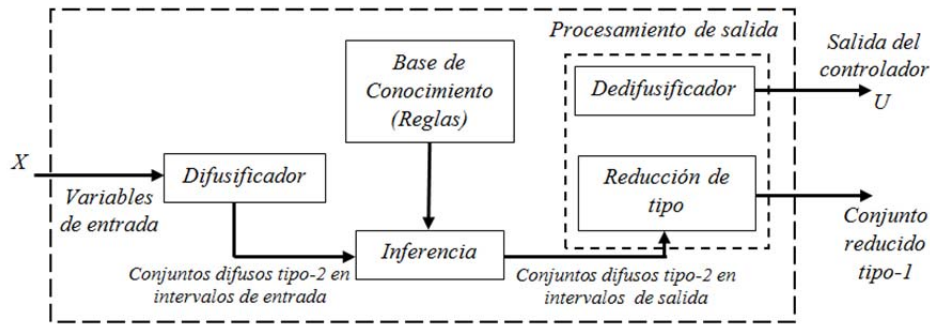 Procesamiento de salida
Salida del
controlador
U
Base de
Conocimiento
(Reglas)
Dedifusificador
X
Variables
de entrada
Difusificador
Reducción de
tipo
Inferencia
Conjunto
reducido
tipo-1
Conjuntos difusos tipo-2 en
intervalos de entrada
Conjuntos difusos tipo-2 en
intervalos de salida